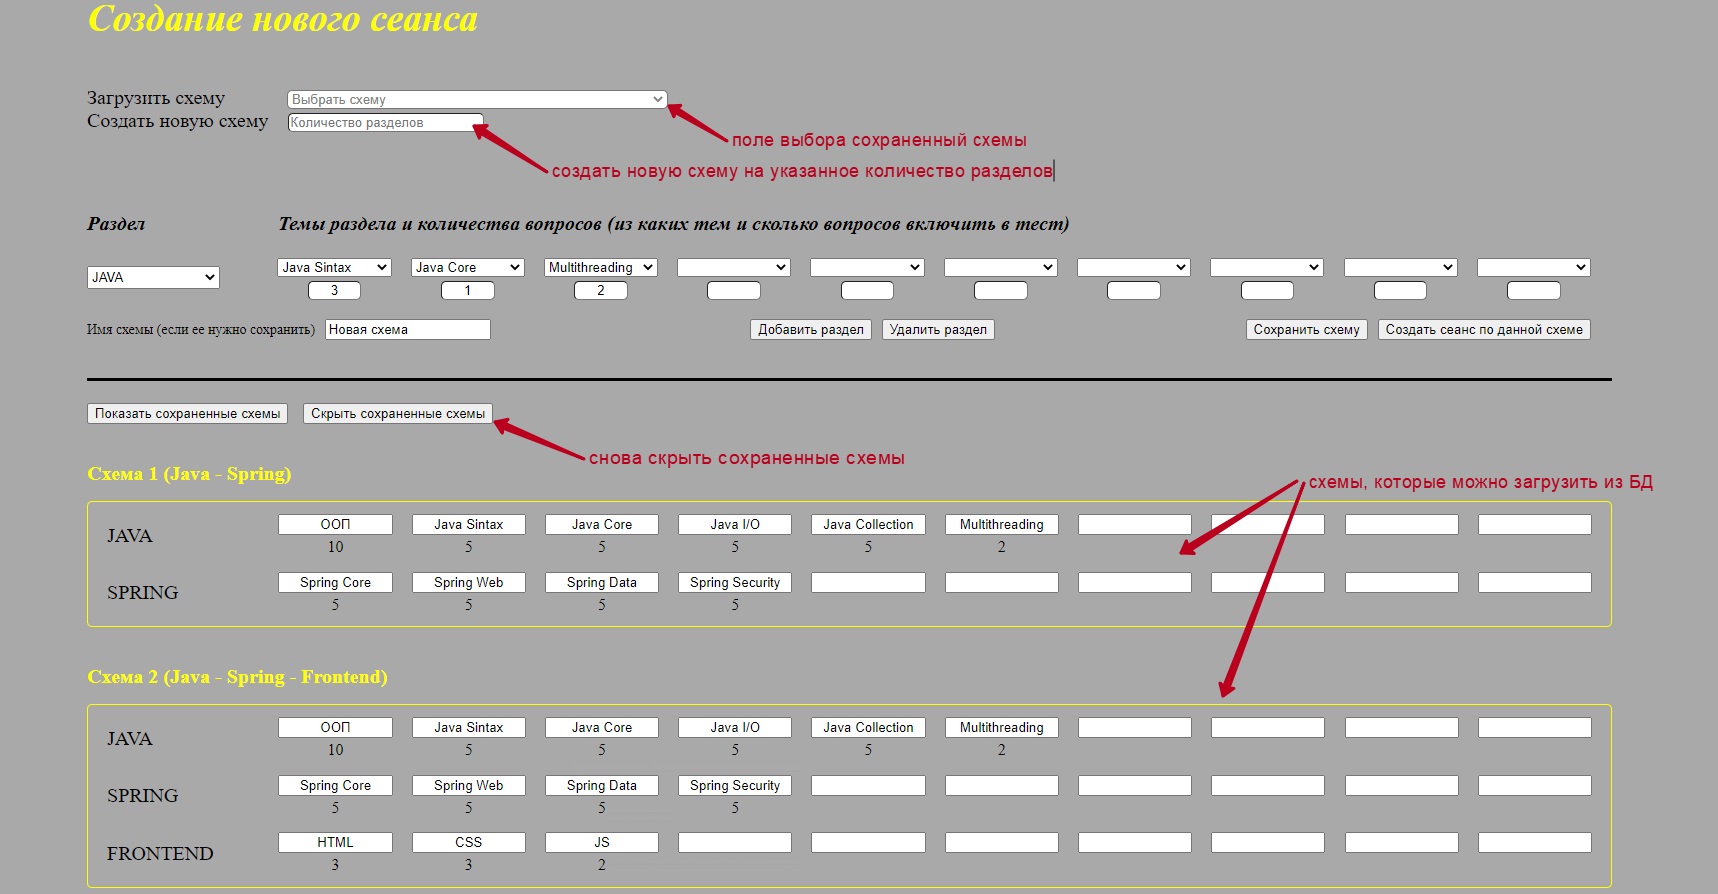 Создание нового сеанса
Загрузить схему Выбрать схему
Создать новую схему Количество разделов
поле выбора сохраненный схемы
создать новую схему на указанное количество разделов
Раздел Темы раздела и количества вопросов (из каких тем и сколько вопросов включить в тест)
JAVA Java Sintax Java Core Multithreading
3 1 2
Имя схемы (если ее нужно сохранить) Новая схема Добавить раздел Удалить раздел Сохранить схему Создать сеанс по данной схеме
Показать сохраненные схемы Скрыть сохраненные схемы
снова скрыть сохраненные схемы
Схема 1 (Java - Spring)
схемы, которые можно загрузить из БД
JAVA ООП Java Sintax Java Core Java I/O Java Collection Multithreading
10 5 5 5 5 2
SPRING Spring Core Spring Web Spring Data Spring Security
5 5 5 5
Схема 2 (Java - Spring - Frontend)
JAVA ООП Java Sintax Java Core Java I/O Java Collection Multithreading
10 5 5 5 5 2
SPRING Spring Core Spring Web Spring Data Spring Security
5 5 5 5
FRONTEND HTML CSS JS
3 3 2